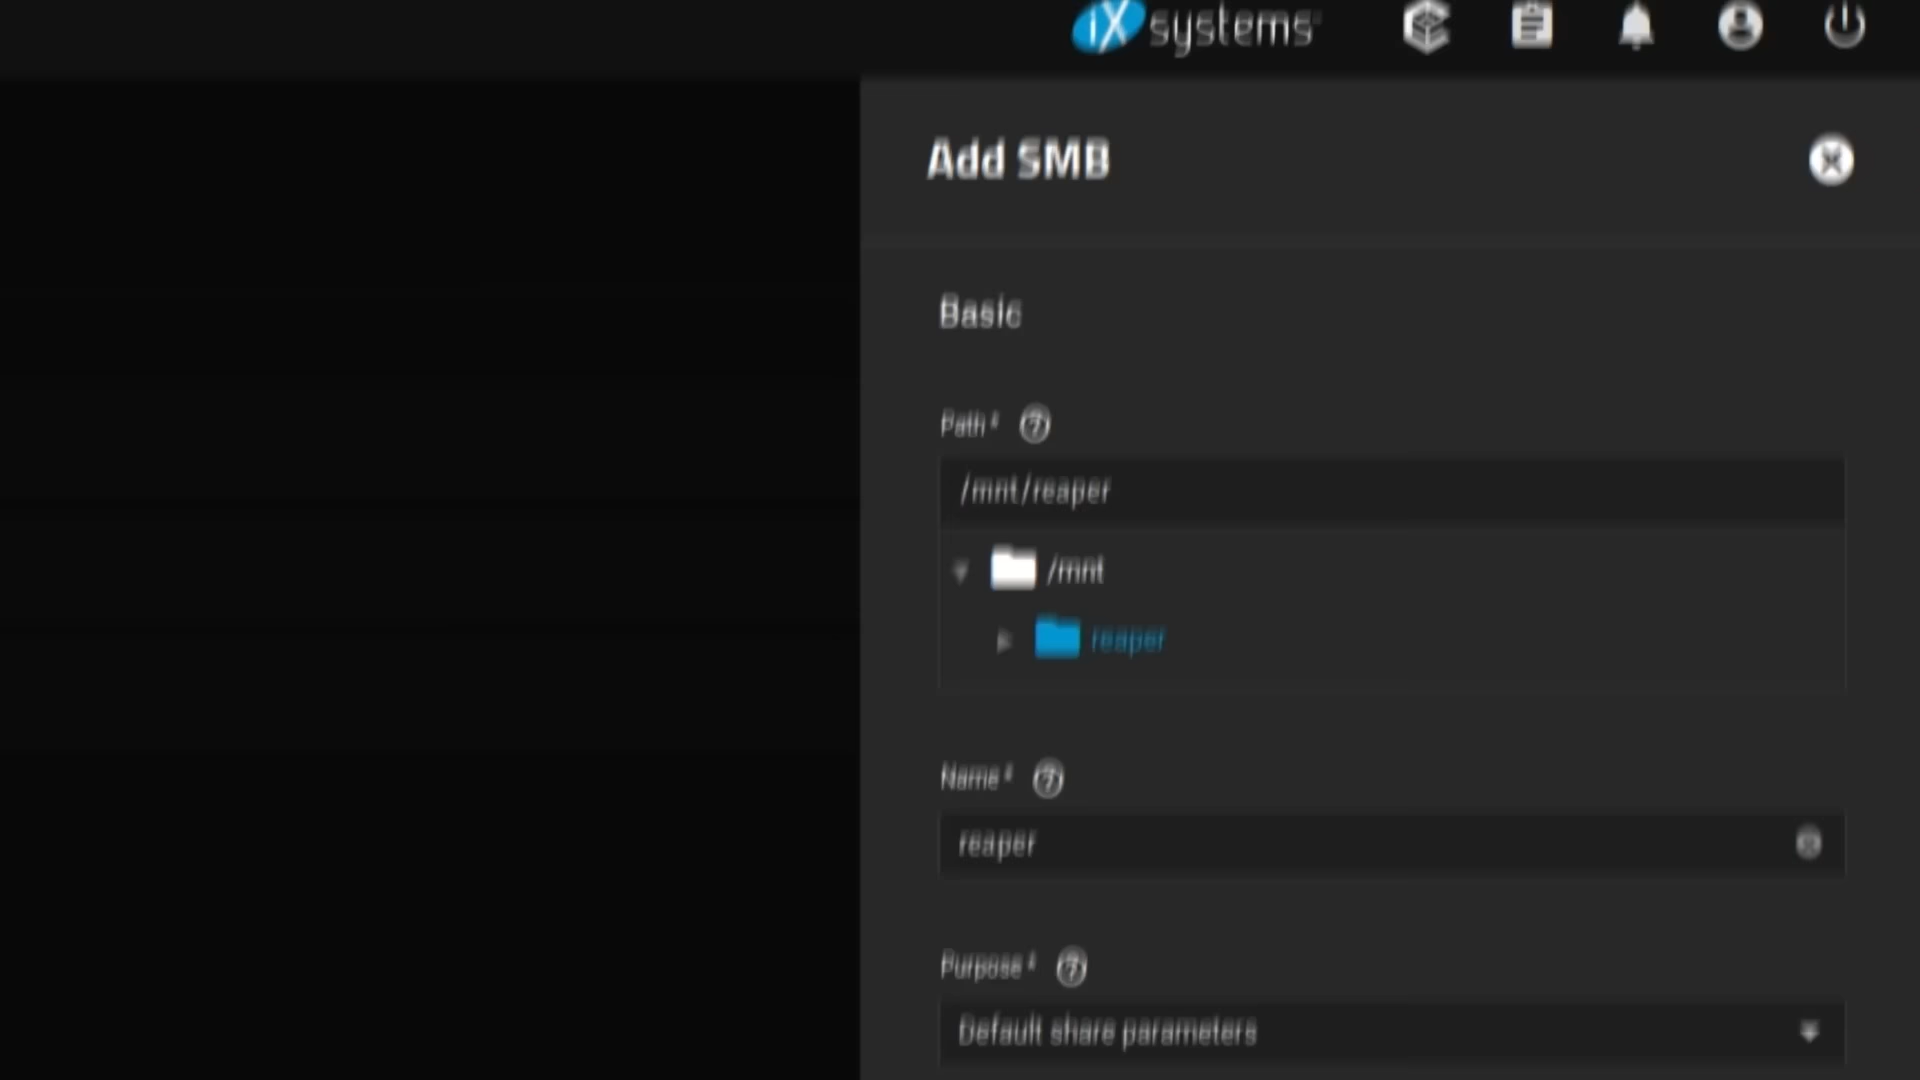 iX systems
Add SMB
Basic
Path*
/mnt/reaper
/mnt
reaper
Name*
reaper
Purpose*
Default share parameters